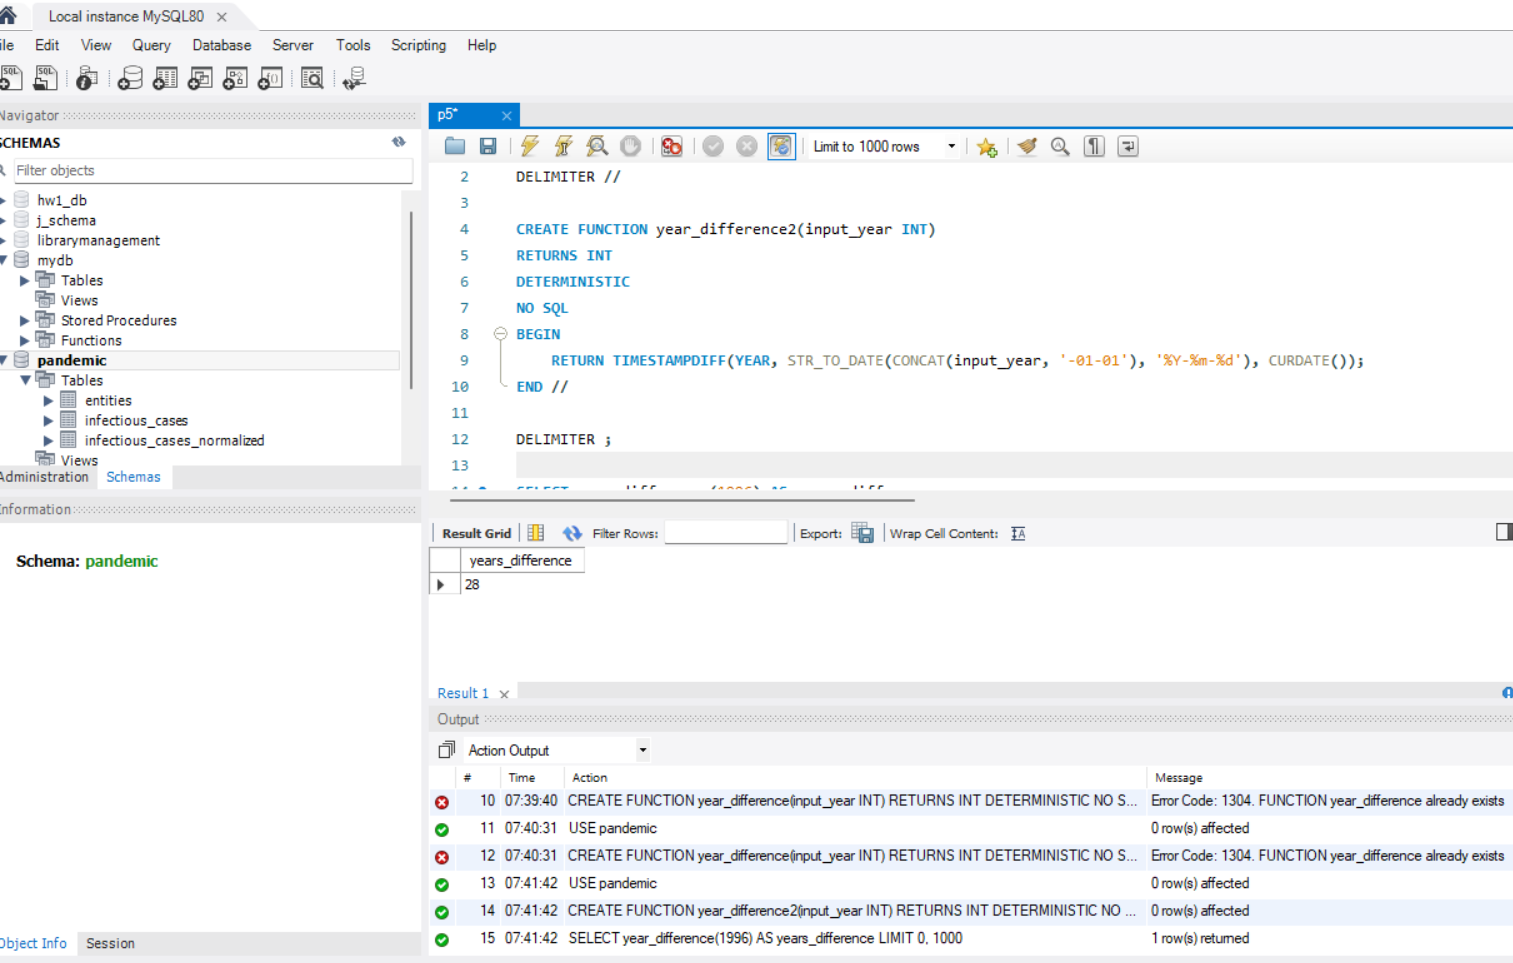 Local instance MySQL80
ile Edit View Query Database Server Tools Scripting Help
Navigator
SCHEMAS
Filter objects
hw1_db
j_schema
librarymanagement
mydb
Tables
Views
Stored Procedures
Functions
pandemic
Tables
entities
infectious_cases
infectious_cases_normalized
Views
Administration Schemas
Information
Schema: pandemic
Object Info Session
p5*
Limit to 1000 rows
2 DELIMITER //
3
4 CREATE FUNCTION year_difference2(input_year INT)
5 RETURNS INT
6 DETERMINISTIC
7 NO SQL
8 BEGIN
9 RETURN TIMESTAMPDIFF(YEAR, STR_TO_DATE(CONCAT(input_year, '-01-01'), '%Y-%m-%d'), CURDATE());
10 END //
11
12 DELIMITER ;
13
Result Grid Filter Rows: Export: Wrap Cell Content:
years_difference
28
Result 1
Output
Action Output
# Time Action Message
10 07:39:40 CREATE FUNCTION year_difference(input_year INT) RETURNS INT DETERMINISTIC NO S... Error Code: 1304. FUNCTION year_difference already exists
11 07:40:31 USE pandemic 0 row(s) affected
12 07:40:31 CREATE FUNCTION year_difference(input_year INT) RETURNS INT DETERMINISTIC NO S... Error Code: 1304. FUNCTION year_difference already exists
13 07:41:42 USE pandemic 0 row(s) affected
14 07:41:42 CREATE FUNCTION year_difference2(input_year INT) RETURNS INT DETERMINISTIC NO ... 0 row(s) affected
15 07:41:42 SELECT year_difference(1996) AS years_difference LIMIT 0, 1000 1 row(s) returned